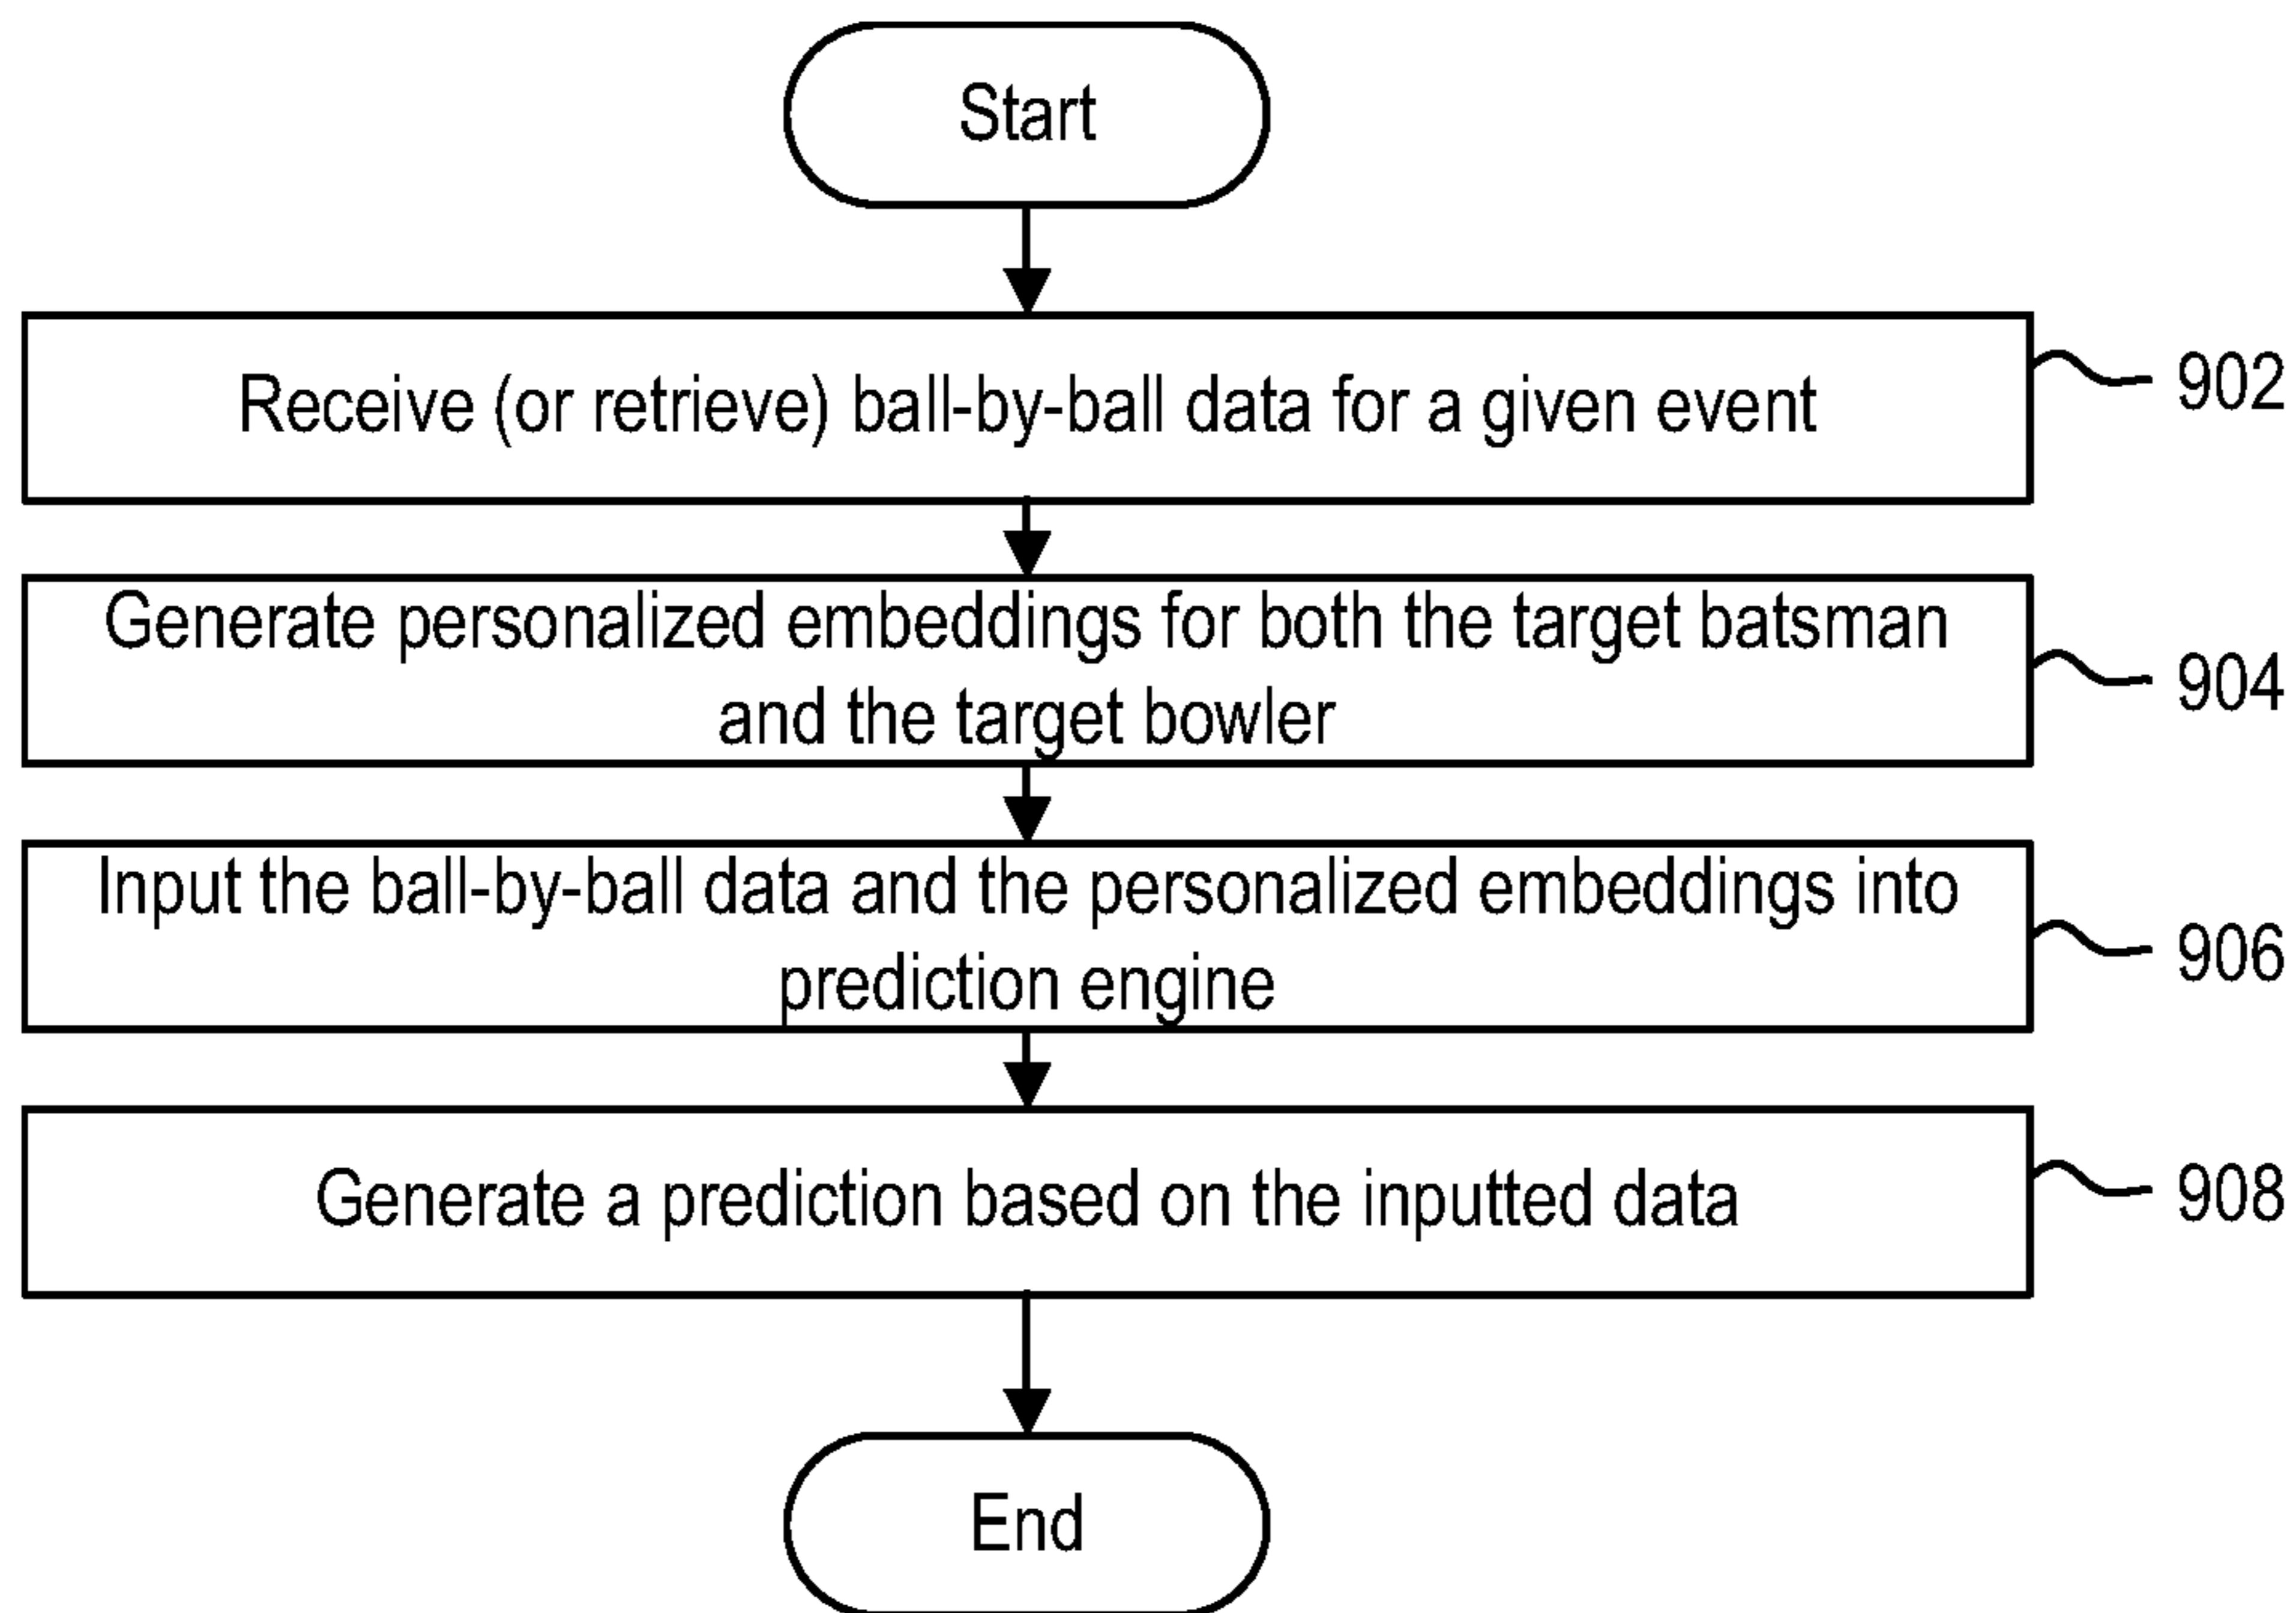 Start
Receive (or retrieve) ball-by-ball data for a given event
902
Generate personalized embeddings for both the target batsman
and the target bowler
904
Input the ball-by-ball data and the personalized embeddings into
prediction engine
906
Generate a prediction based on the inputted data
908
End